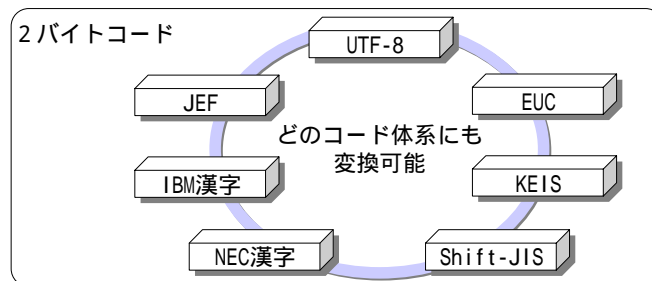 2バイトコード
UTF-8
JEF
EUC
どのコード体系にも
変換可能
IBM漢字
KEIS
NEC漢字
Shift-JIS